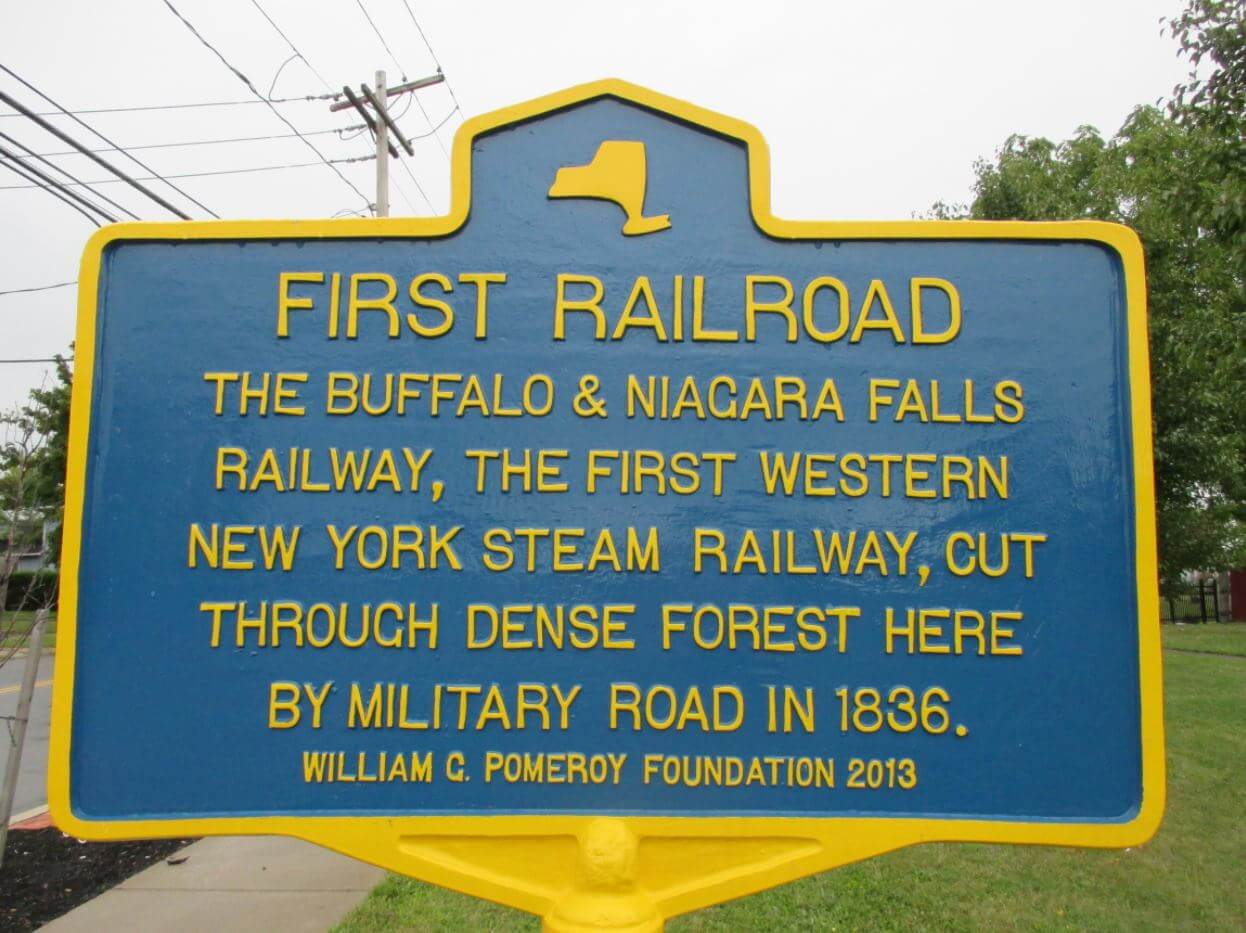 FIRST RAILROAD
THE BUFFALO & NIAGARA FALLS
RAILWAY, THE FIRST WESTERN
NEW YORK STEAM RAILWAY, CUT
THROUGH DENSE FOREST HERE
BY MILITARY ROAD IN 1836.
WILLIAM G. POMEROY FOUNDATION 2013